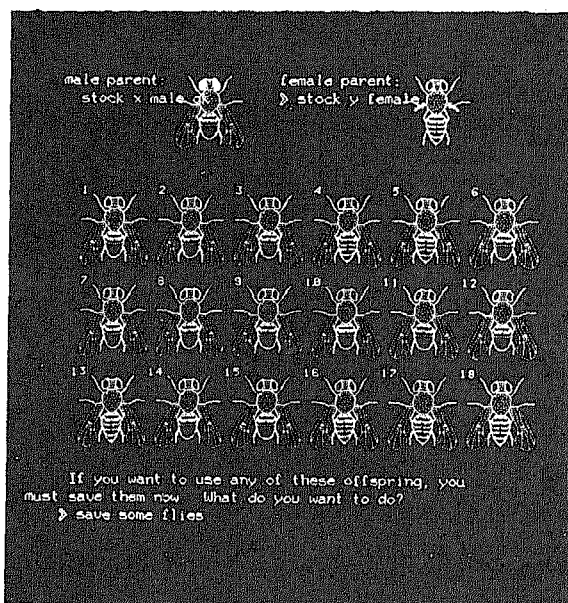 male parent:
stock x male
female parent:
> stock y female
1 2 3 4 5 6
7 8 9 10 11 12
13 14 15 16 17 18
If you want to use any of these offspring, you
must save them now What do you want to do?
> save some flies